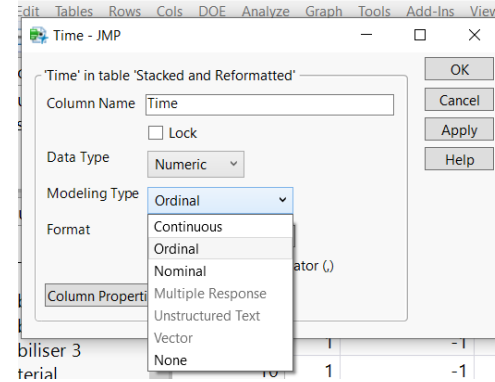 Edit Tables Rows Cols DOE Analyze Graph Tools Add-Ins View
Time - JMP
'Time' in table 'Stacked and Reformatted'
OK
Column Name Time
Cancel
Lock
Apply
Data Type Numeric
Help
Modeling Type Ordinal
Format
Continuous
Ordinal
ator (,)
Nominal
Column Properti
Multiple Response
Unstructured Text
Vector
None
biliser 3 1 -1
terial 10 1 -1